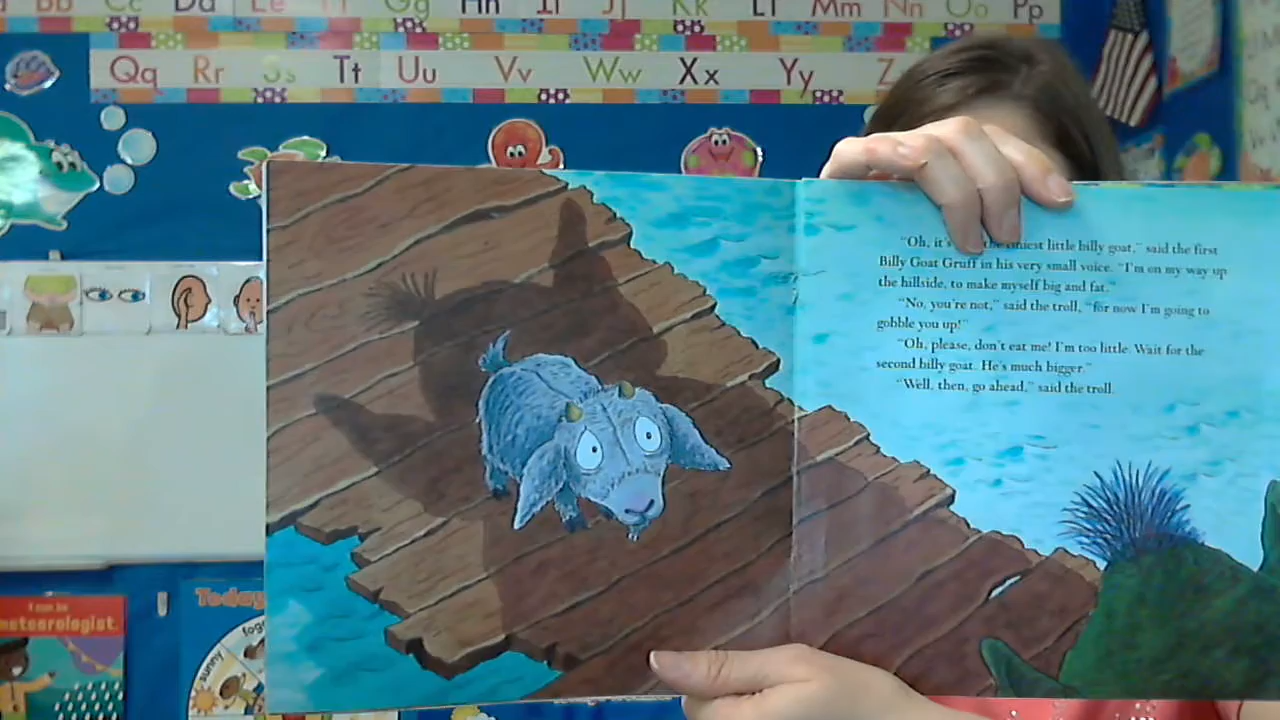 Bb Cc Dd Ee Ff Gg Hh Ii Jj Kk Ll Mm Nn Oo Pp
Qq Rr Ss Tt Uu Vv Ww Xx Yy Z
"Oh, it's the tiniest little billy goat," said the first
Billy Goat Gruff in his very small voice. "I'm on my way up
the hillside, to make myself big and fat."
"No, you're not," said the troll, "for now I'm going to
gobble you up!"
"Oh, please, don't eat me! I'm too little. Wait for the
second billy goat. He's much bigger."
"Well, then, go ahead," said the troll.
I can be
meteorologist.
Today
fog
sunny